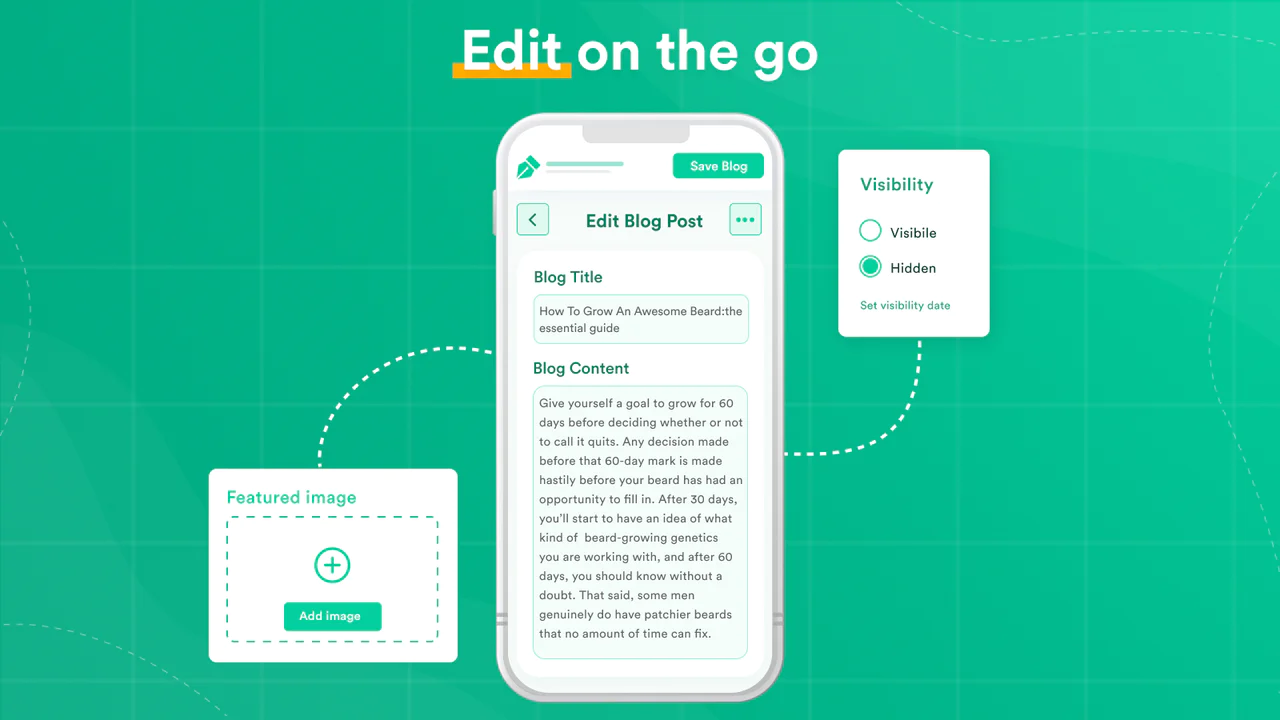 Edit on the go
Save Blog
Edit Blog Post
Blog Title
How To Grow An Awesome Beard:the
essential guide
Blog Content
Give yourself a goal to grow for 60
days before deciding whether or not
to call it quits. Any decision made
before that 60-day mark is made
hastily before your beard has had an
opportunity to fill in. After 30 days,
you'll start to have an idea of what
kind of  beard-growing genetics
you are working with, and after 60
days, you should know without a
doubt. That said, some men
genuinely do have patchier beards
that no amount of time can fix.
Visibility
Visibile
Hidden
Set visibility date
Featured image
Add image